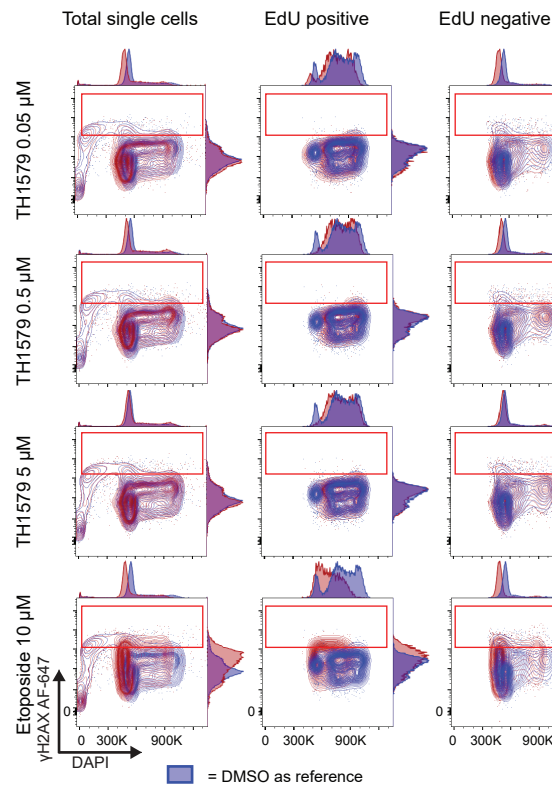 Total single cells EdU positive EdU negative
TH1579 0.05 µM
TH1579 0.5 µM
TH1579 5 µM
Etoposide 10 µM
γH2AX AF-647
0 0 0
0 300K 900K 0 300K 900K 0 300K
DAPI
= DMSO as reference